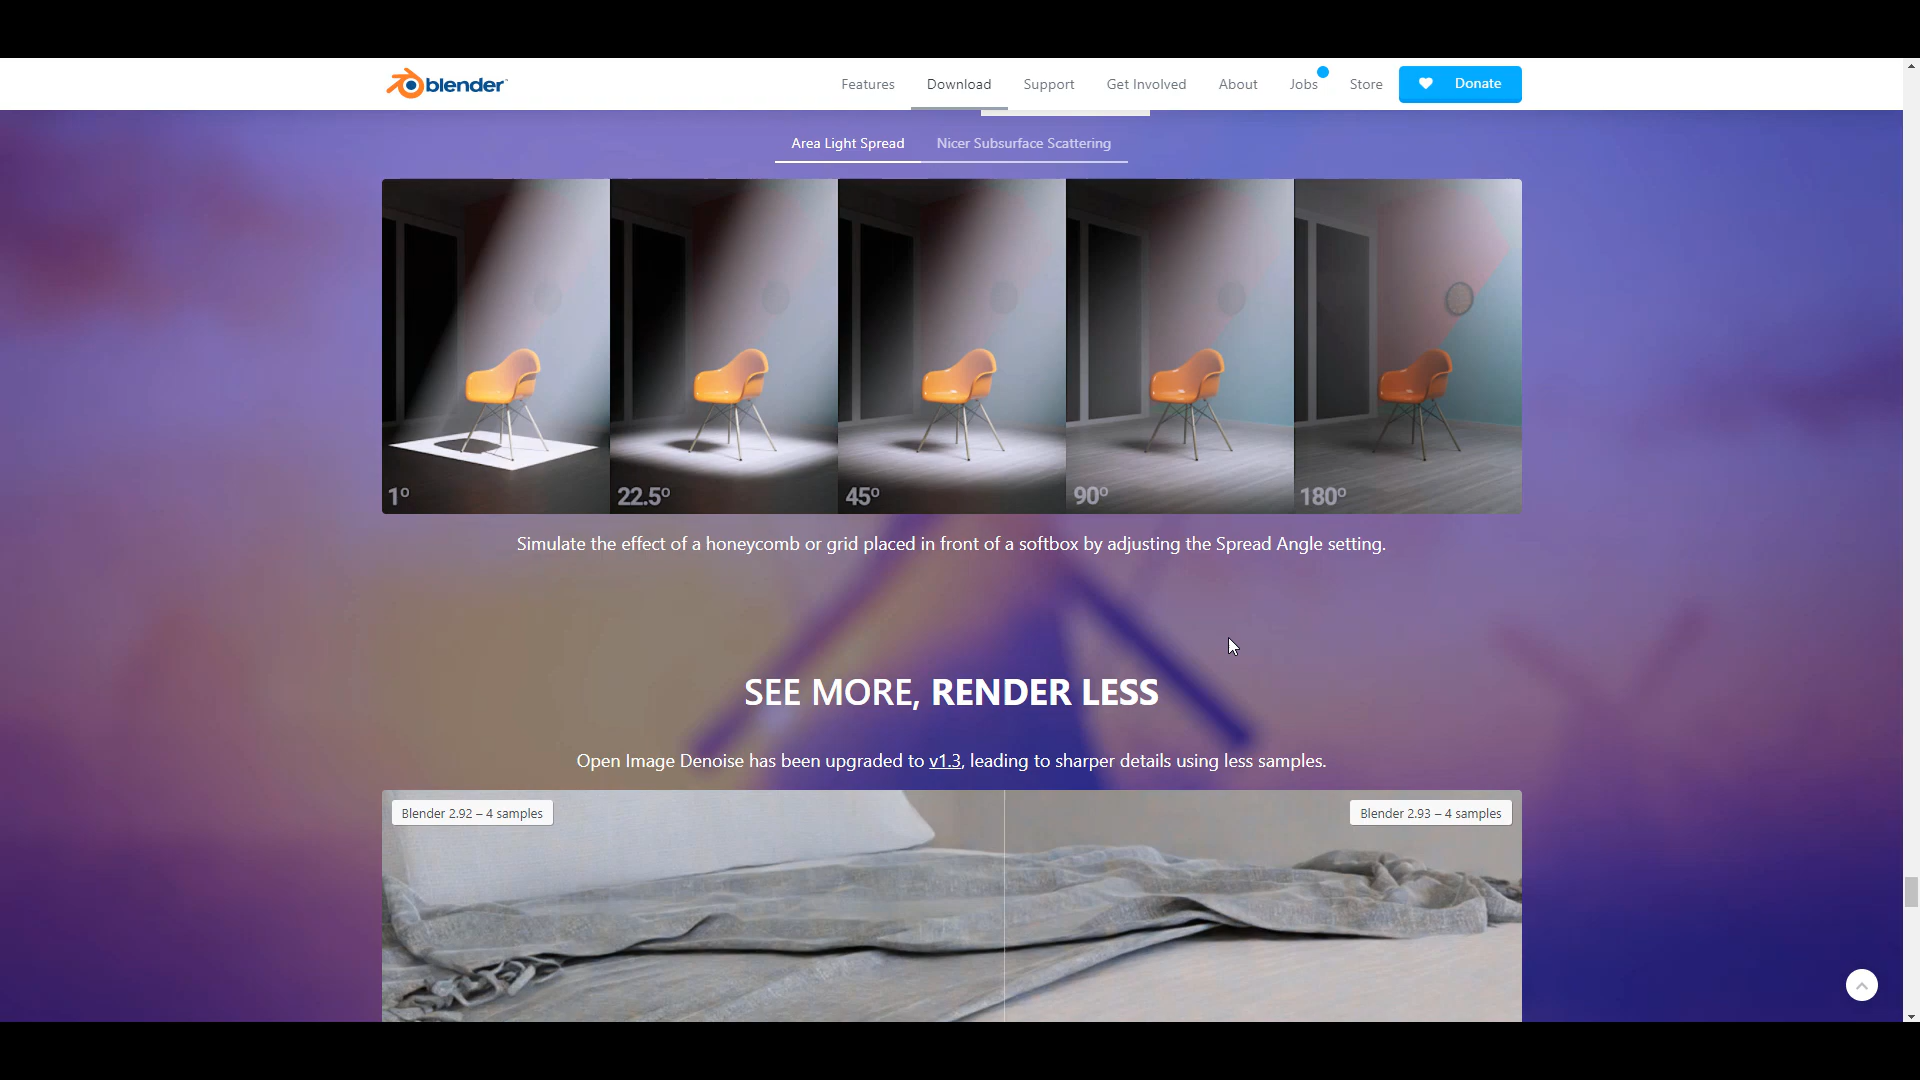 blender
Features Download Support Get Involved About Jobs Store Donate
Area Light Spread Nicer Subsurface Scattering
1º 22.5º 45º 90º 180º
Simulate the effect of a honeycomb or grid placed in front of a softbox by adjusting the Spread Angle setting.
SEE MORE, RENDER LESS
Open Image Denoise has been upgraded to v1.3, leading to sharper details using less samples.
Blender 2.92 – 4 samples Blender 2.93 – 4 samples